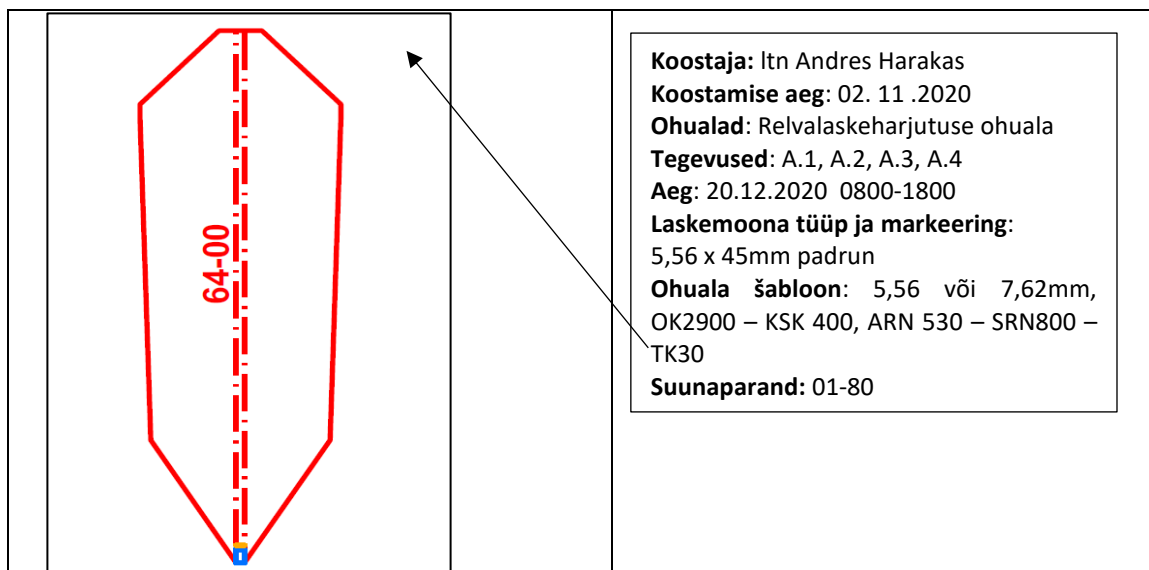 64-00
Koostaja: ltn Andres Harakas
Koostamise aeg: 02. 11 .2020
Ohualad: Relvalaskeharjutuse ohuala
Tegevused: A.1, A.2, A.3, A.4
Aeg: 20.12.2020 0800-1800
Laskemoona tüüp ja markeering:
5,56 x 45mm padrun
Ohuala šabloon: 5,56 või 7,62mm,
OK2900 – KSK 400, ARN 530 – SRN800 –
TK30
Suunaparand: 01-80